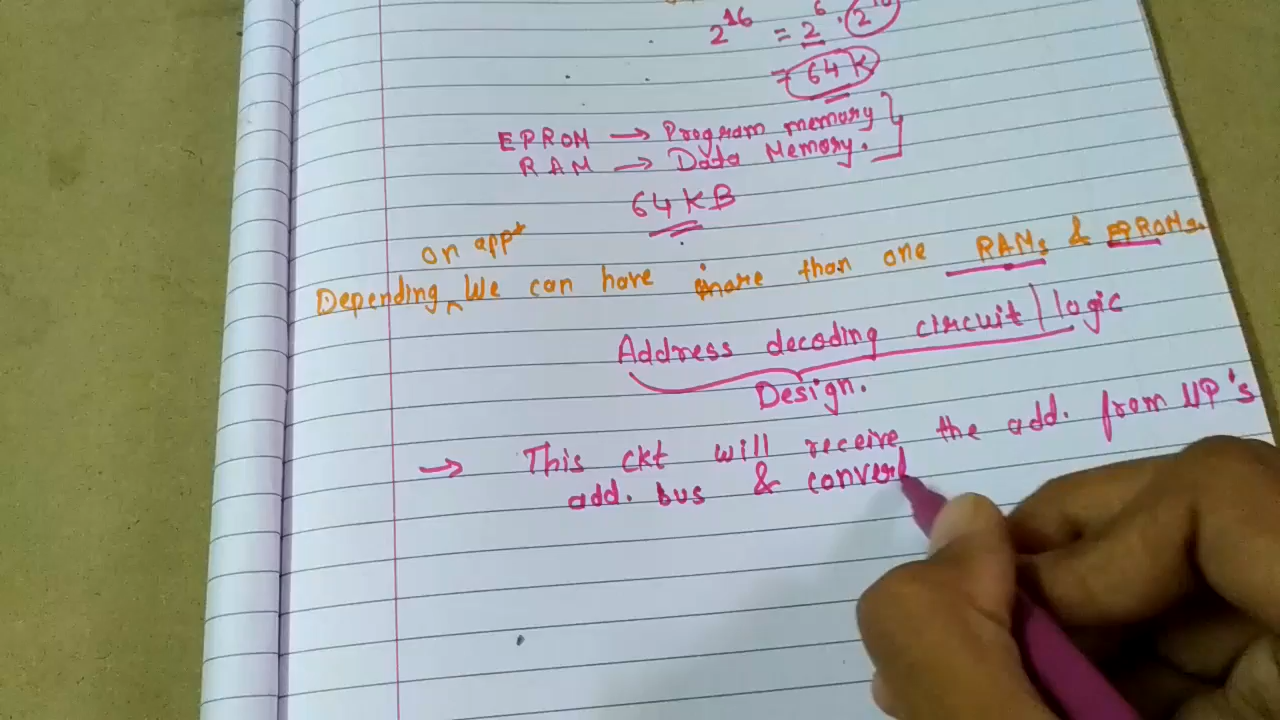 2^16 = 2^6 . 2^10
= 64 K
EPROM → Program memory
RAM → Data Memory.
64 KB
on app^n
Depending ^ We can have more than one RAMs & EPROMs.
Address decoding circuit / logic
Design.
→ This ckt will receive the add. from μP's
add. bus & convert